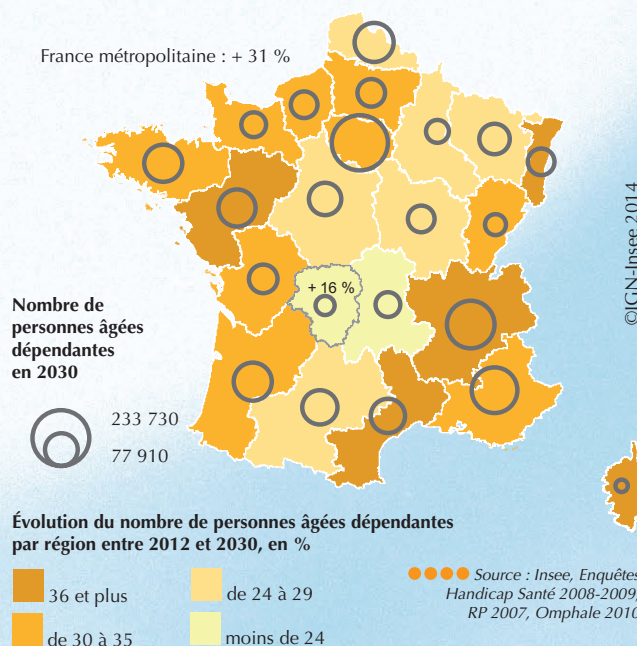 France métropolitaine : + 31 %
+ 16 %
©IGN-Insee 2014
Nombre de
personnes âgées
dépendantes
en 2030
233 730
77 910
Évolution du nombre de personnes âgées dépendantes
par région entre 2012 et 2030, en %
36 et plus
de 24 à 29
de 30 à 35
moins de 24
Source : Insee, Enquêtes
Handicap Santé 2008-2009,
RP 2007, Omphale 2010